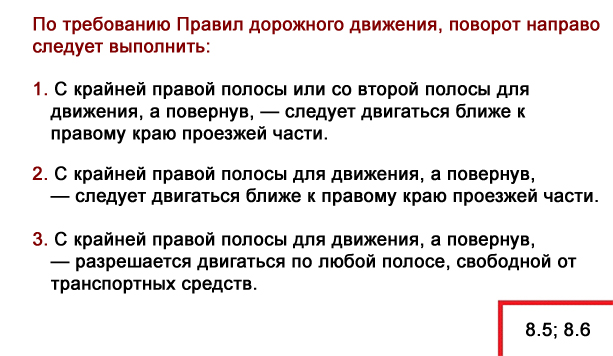 По требованию Правил дорожного движения, поворот направо
следует выполнить:
1. С крайней правой полосы или со второй полосы для
движения, а повернув, — следует двигаться ближе к
правому краю проезжей части.
2. С крайней правой полосы для движения, а повернув,
— следует двигаться ближе к правому краю проезжей части.
3. С крайней правой полосы для движения, а повернув,
— разрешается двигаться по любой полосе, свободной от
транспортных средств.
8.5; 8.6